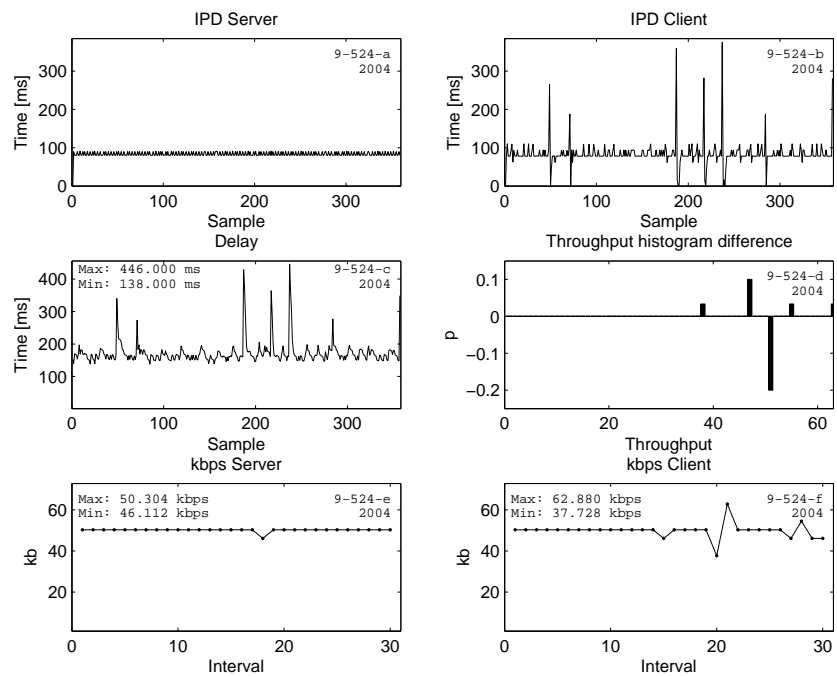 IPD Server
Time [ms]
300
200
100
0
9-524-a
2004
0 100 200 300
Sample
IPD Client
Time [ms]
300
200
100
0
9-524-b
2004
0 100 200 300
Sample
Delay
Time [ms]
400
300
200
100
Max: 446.000 ms
Min: 138.000 ms
9-524-c
2004
0 100 200 300
Sample
Throughput histogram difference
p
0.1
0
−0.1
−0.2
9-524-d
2004
0 20 40 60
Throughput
kbps Server
kb
60
40
20
Max: 50.304 kbps
Min: 46.112 kbps
9-524-e
2004
0 10 20 30
Interval
kbps Client
kb
60
40
20
Max: 62.880 kbps
Min: 37.728 kbps
9-524-f
2004
0 10 20 30
Interval